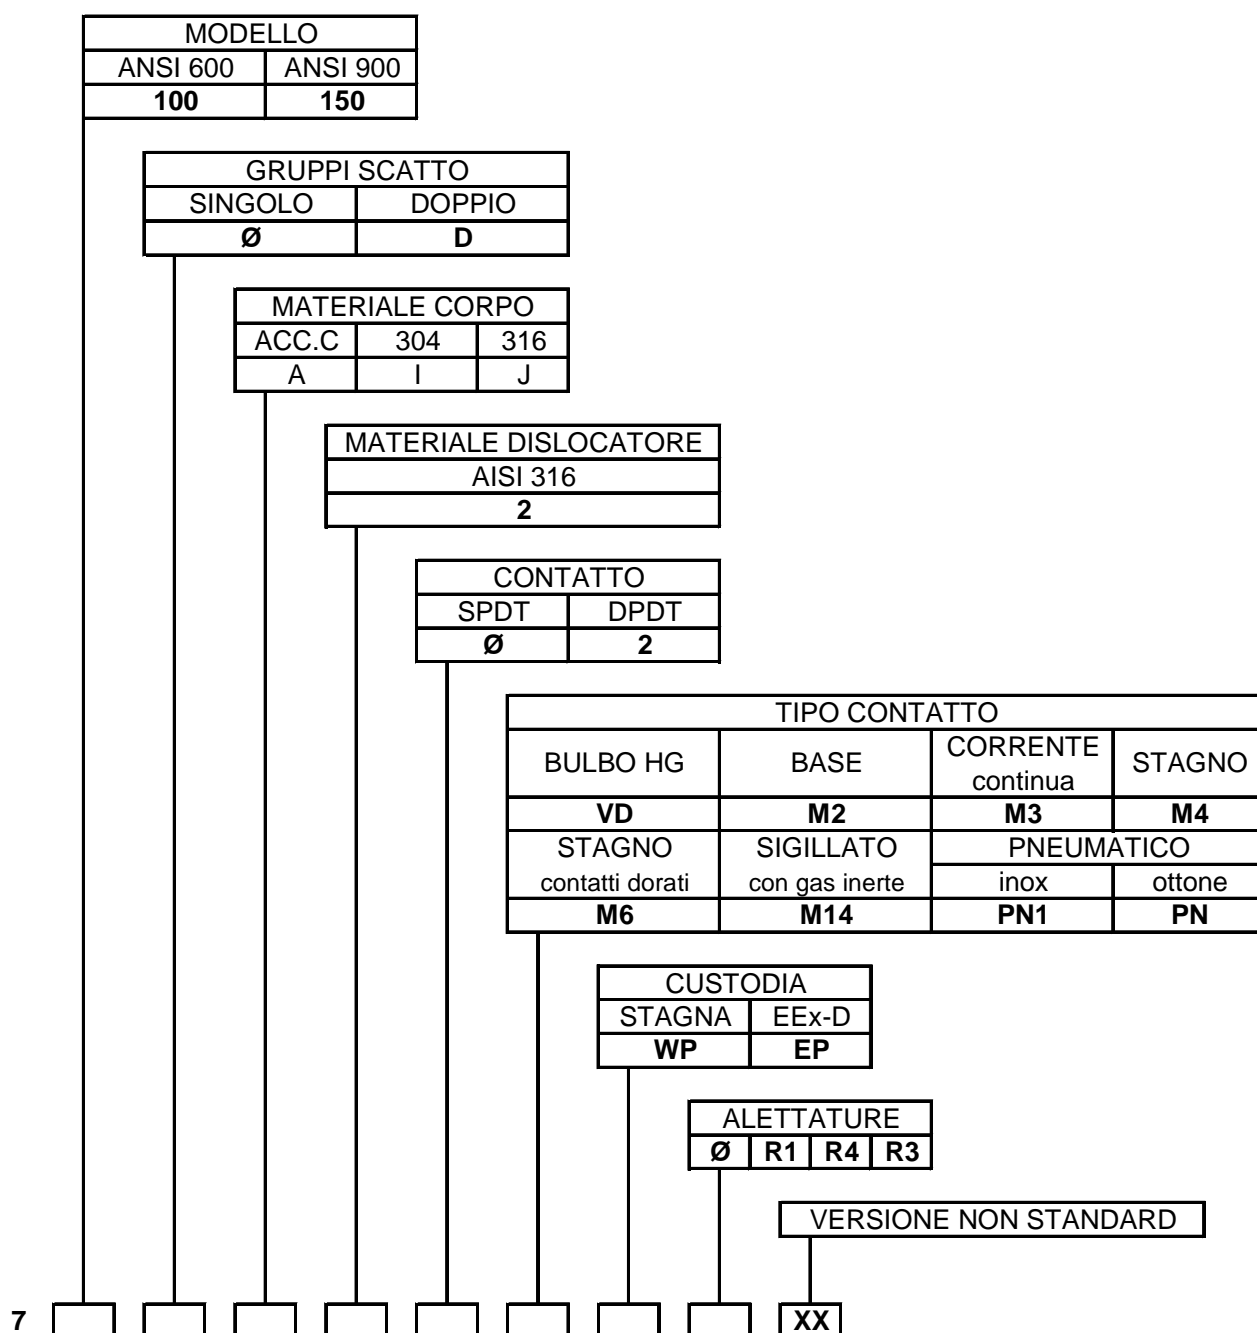 MODELLO
ANSI 600 ANSI 900
100 150
GRUPPI SCATTO
SINGOLO DOPPIO
Ø D
MATERIALE CORPO
ACC.C 304 316
A I J
MATERIALE DISLOCATORE
AISI 316
2
CONTATTO
SPDT DPDT
Ø 2
TIPO CONTATTO
BULBO HG BASE CORRENTE continua STAGNO
VD M2 M3 M4
STAGNO contatti dorati SIGILLATO con gas inerte PNEUMATICO
inox ottone
M6 M14 PN1 PN
CUSTODIA
STAGNA EEx-D
WP EP
ALETTATURE
Ø R1 R4 R3
VERSIONE NON STANDARD
7 XX